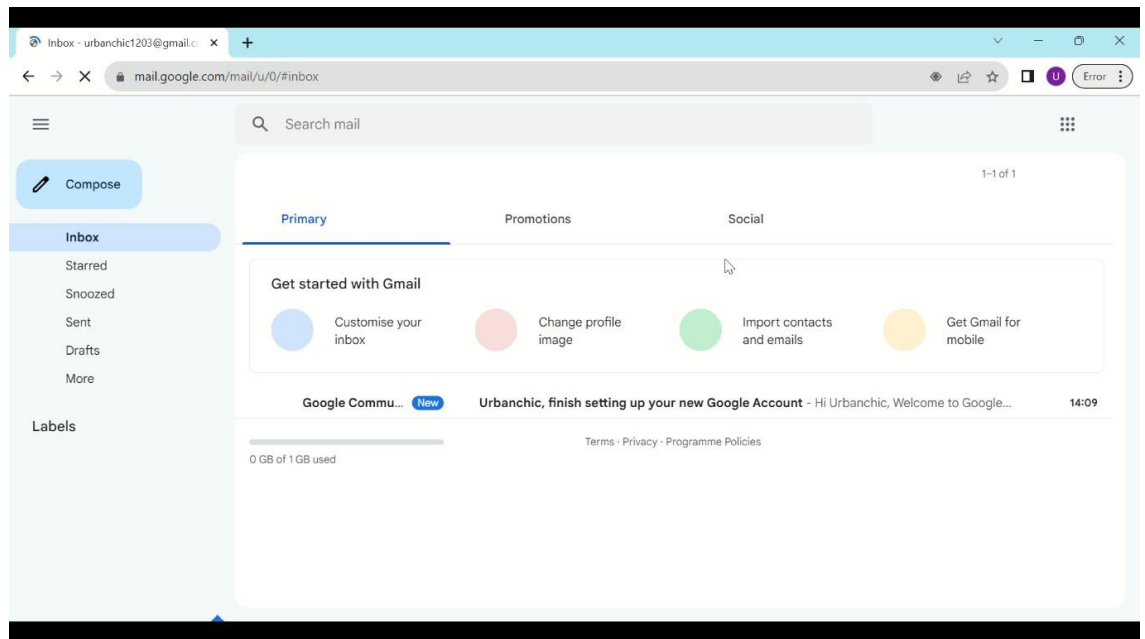 Inbox - urbanchic1203@gmail.c
mail.google.com/mail/u/0/#inbox
U
Error
Search mail
Compose
1–1 of 1
Primary
Promotions
Social
Inbox
Starred
Snoozed
Sent
Drafts
More
Labels
Get started with Gmail
Customise your
inbox
Change profile
image
Import contacts
and emails
Get Gmail for
mobile
Google Commu... New Urbanchic, finish setting up your new Google Account - Hi Urbanchic, Welcome to Google... 14:09
Terms · Privacy · Programme Policies
0 GB of 1 GB used